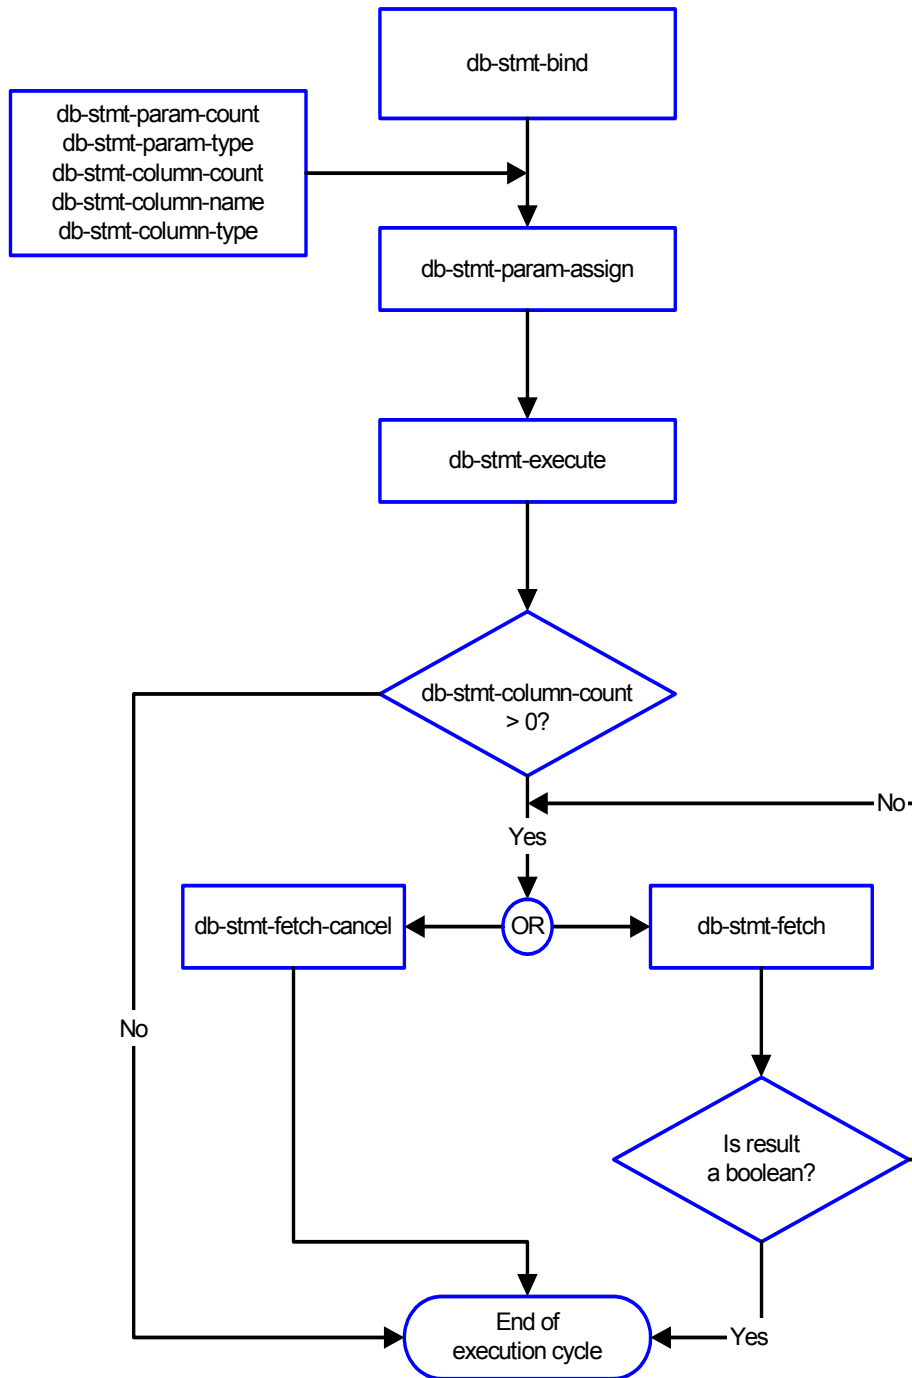 db-stmt-bind
db-stmt-param-count
db-stmt-param-type
db-stmt-column-count
db-stmt-column-name
db-stmt-column-type
db-stmt-param-assign
db-stmt-execute
db-stmt-column-count
> 0?
No
Yes
db-stmt-fetch-cancel
OR
db-stmt-fetch
No
Is result
a boolean?
End of
execution cycle
Yes